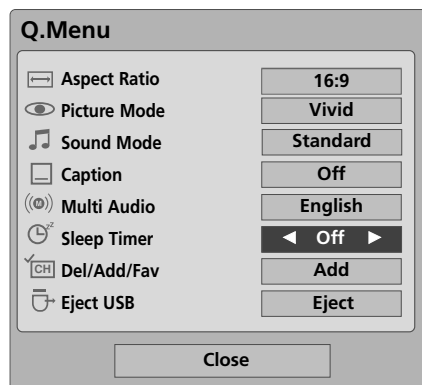 Q.Menu
Aspect Ratio 16:9
Picture Mode Vivid
Sound Mode Standard
Caption Off
Multi Audio English
Sleep Timer ◄ Off ►
Del/Add/Fav Add
Eject USB Eject
Close